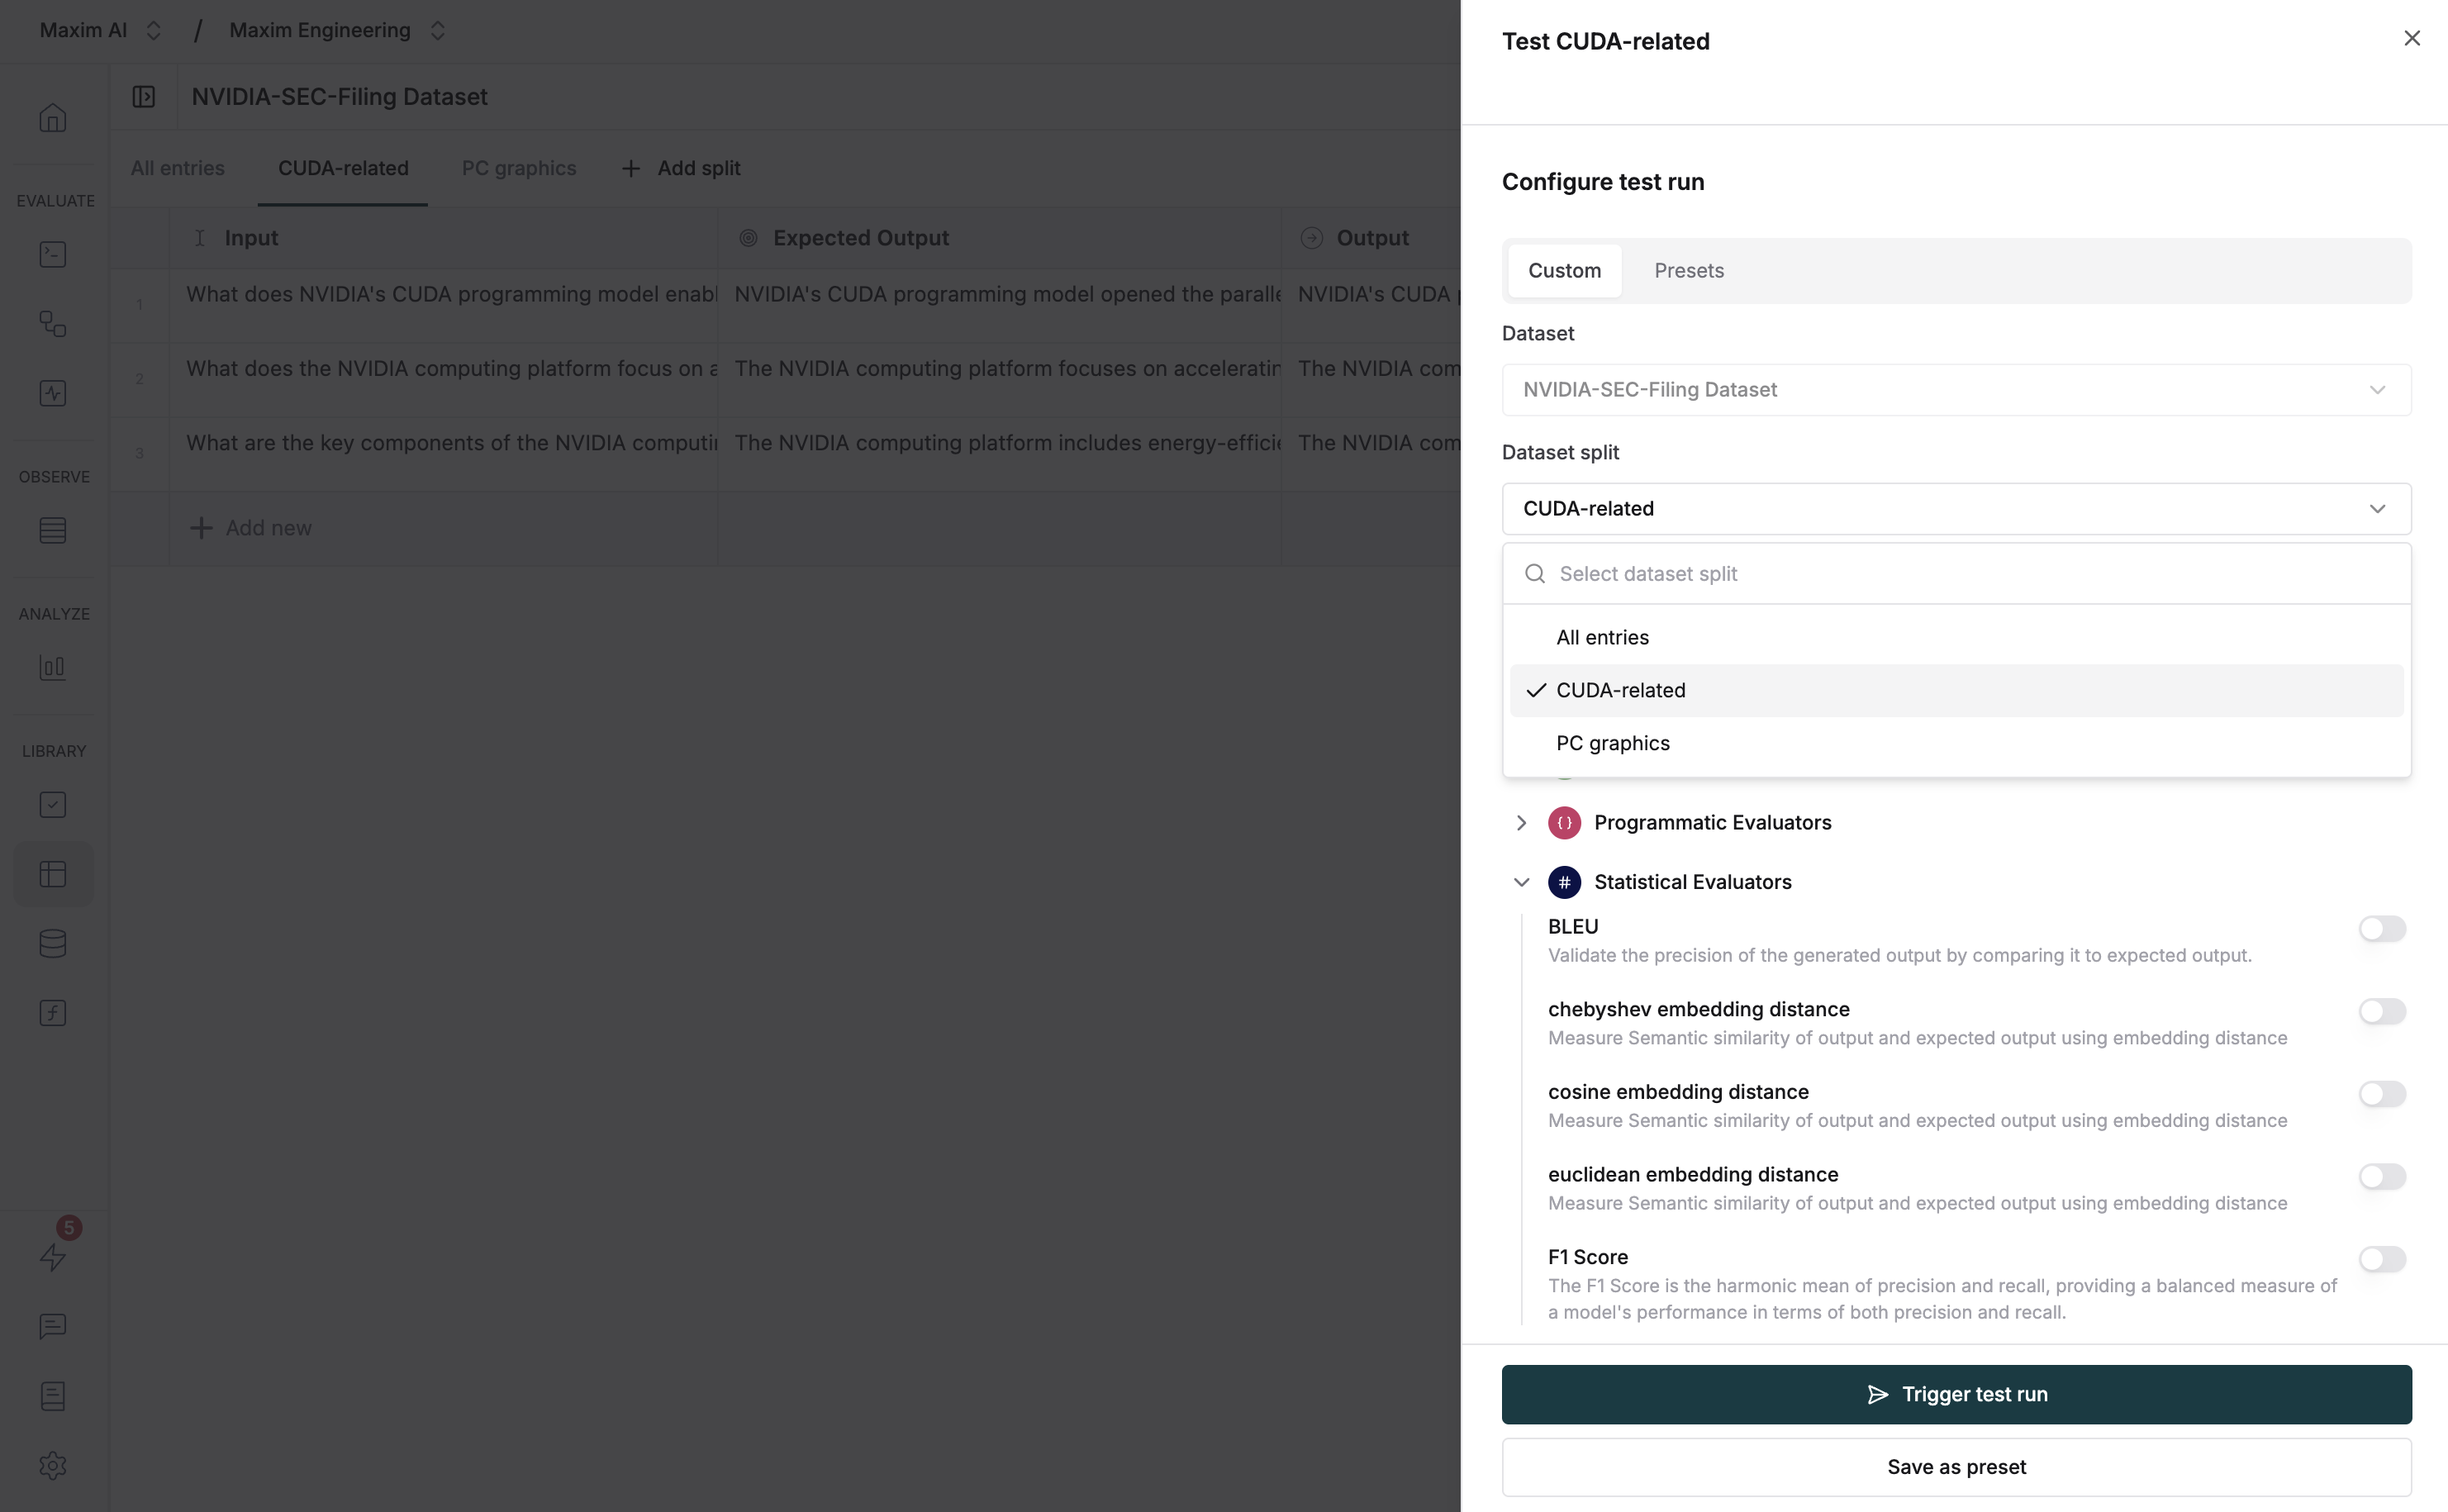 Maxim AI / Maxim Engineering
NVIDIA-SEC-Filing Dataset
All entries CUDA-related PC graphics + Add split
EVALUATE
OBSERVE
ANALYZE
LIBRARY
5
Input Expected Output Output
1 What does NVIDIA's CUDA programming model enabl NVIDIA's CUDA programming model opened the paralle NVIDIA's CUDA
2 What does the NVIDIA computing platform focus on a The NVIDIA computing platform focuses on acceleratin The NVIDIA com
3 What are the key components of the NVIDIA computin The NVIDIA computing platform includes energy-efficie The NVIDIA com
+ Add new
Test CUDA-related
Configure test run
Custom Presets
Dataset
NVIDIA-SEC-Filing Dataset
Dataset split
CUDA-related
Select dataset split
All entries
CUDA-related
PC graphics
{} Programmatic Evaluators
# Statistical Evaluators
BLEU
Validate the precision of the generated output by comparing it to expected output.
chebyshev embedding distance
Measure Semantic similarity of output and expected output using embedding distance
cosine embedding distance
Measure Semantic similarity of output and expected output using embedding distance
euclidean embedding distance
Measure Semantic similarity of output and expected output using embedding distance
F1 Score
The F1 Score is the harmonic mean of precision and recall, providing a balanced measure of
a model's performance in terms of both precision and recall.
Trigger test run
Save as preset